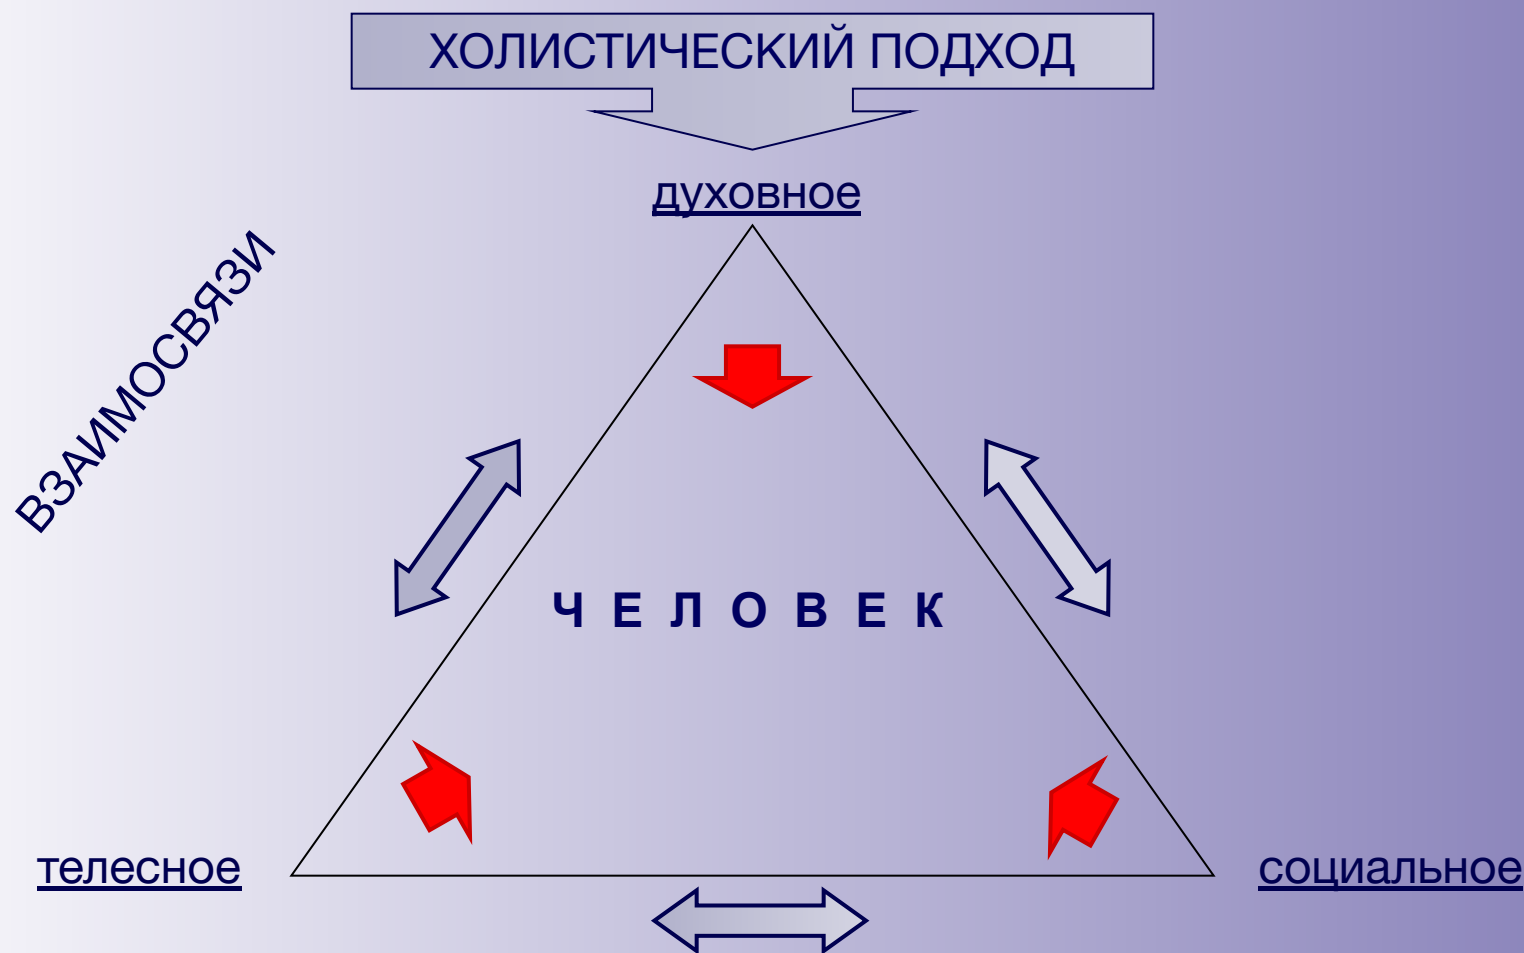 ХОЛИСТИЧЕСКИЙ ПОДХОД
духовное
ВЗАИМОСВЯЗИ
Ч Е Л О В Е К
телесное
социальное